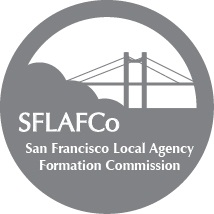 SFLAFCo
San Francisco Local Agency
Formation Commission